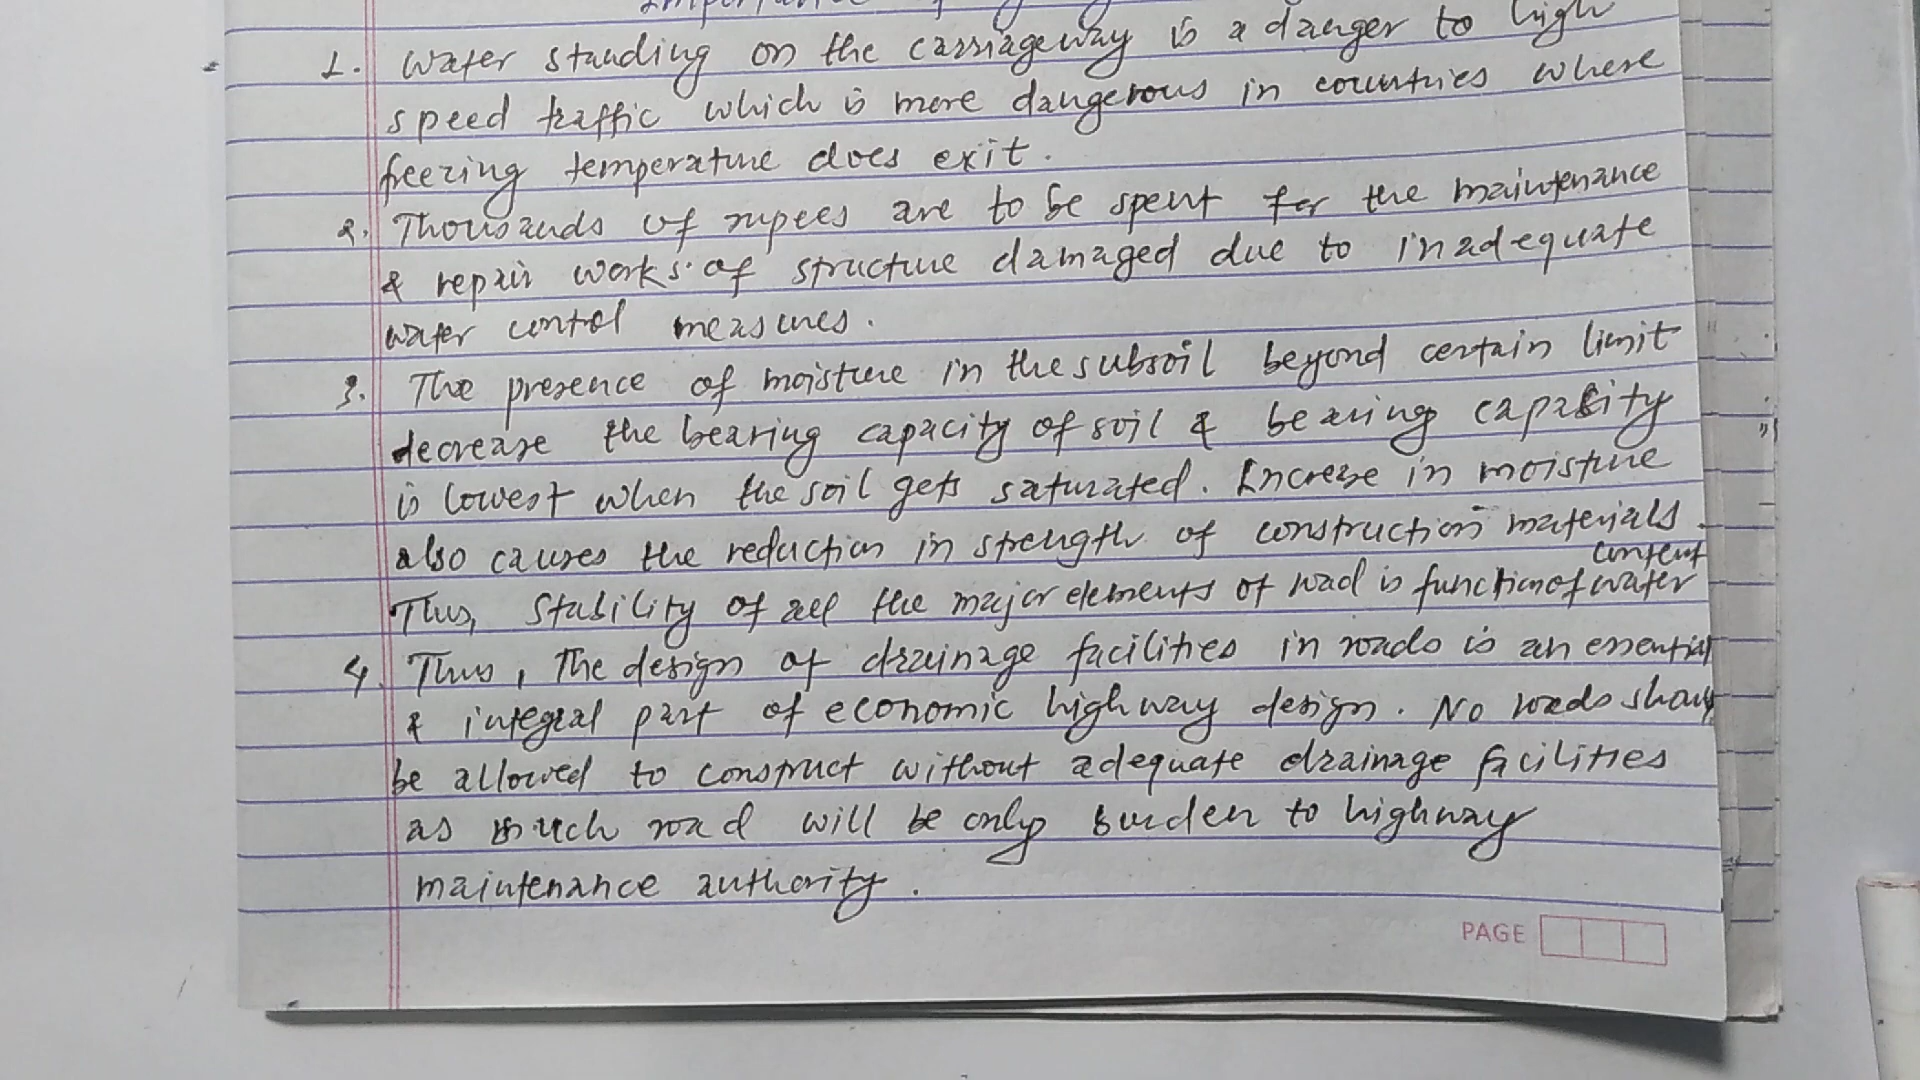 Importance of
1. Water standing on the carriageway is a danger to high
speed traffic which is more dangerous in countries where
freezing temperature does exit.
2. Thousands of rupees are to be spent for the maintenance
& repair works of structure damaged due to inadequate
water control measures.
3. The presence of moisture in the subsoil beyond certain limit
decrease the bearing capacity of soil & bearing capacity
is lowest when the soil gets saturated. Increase in moisture
also causes the reduction in strength of construction materials.
Thus, stability of all the major elements of road is function of water content
4. Thus, The design of drainage facilities in roads is an essential
& integral part of economic highway design. No roads should
be allowed to construct without adequate drainage facilities
as such road will be only burden to highway
maintenance authority.
PAGE